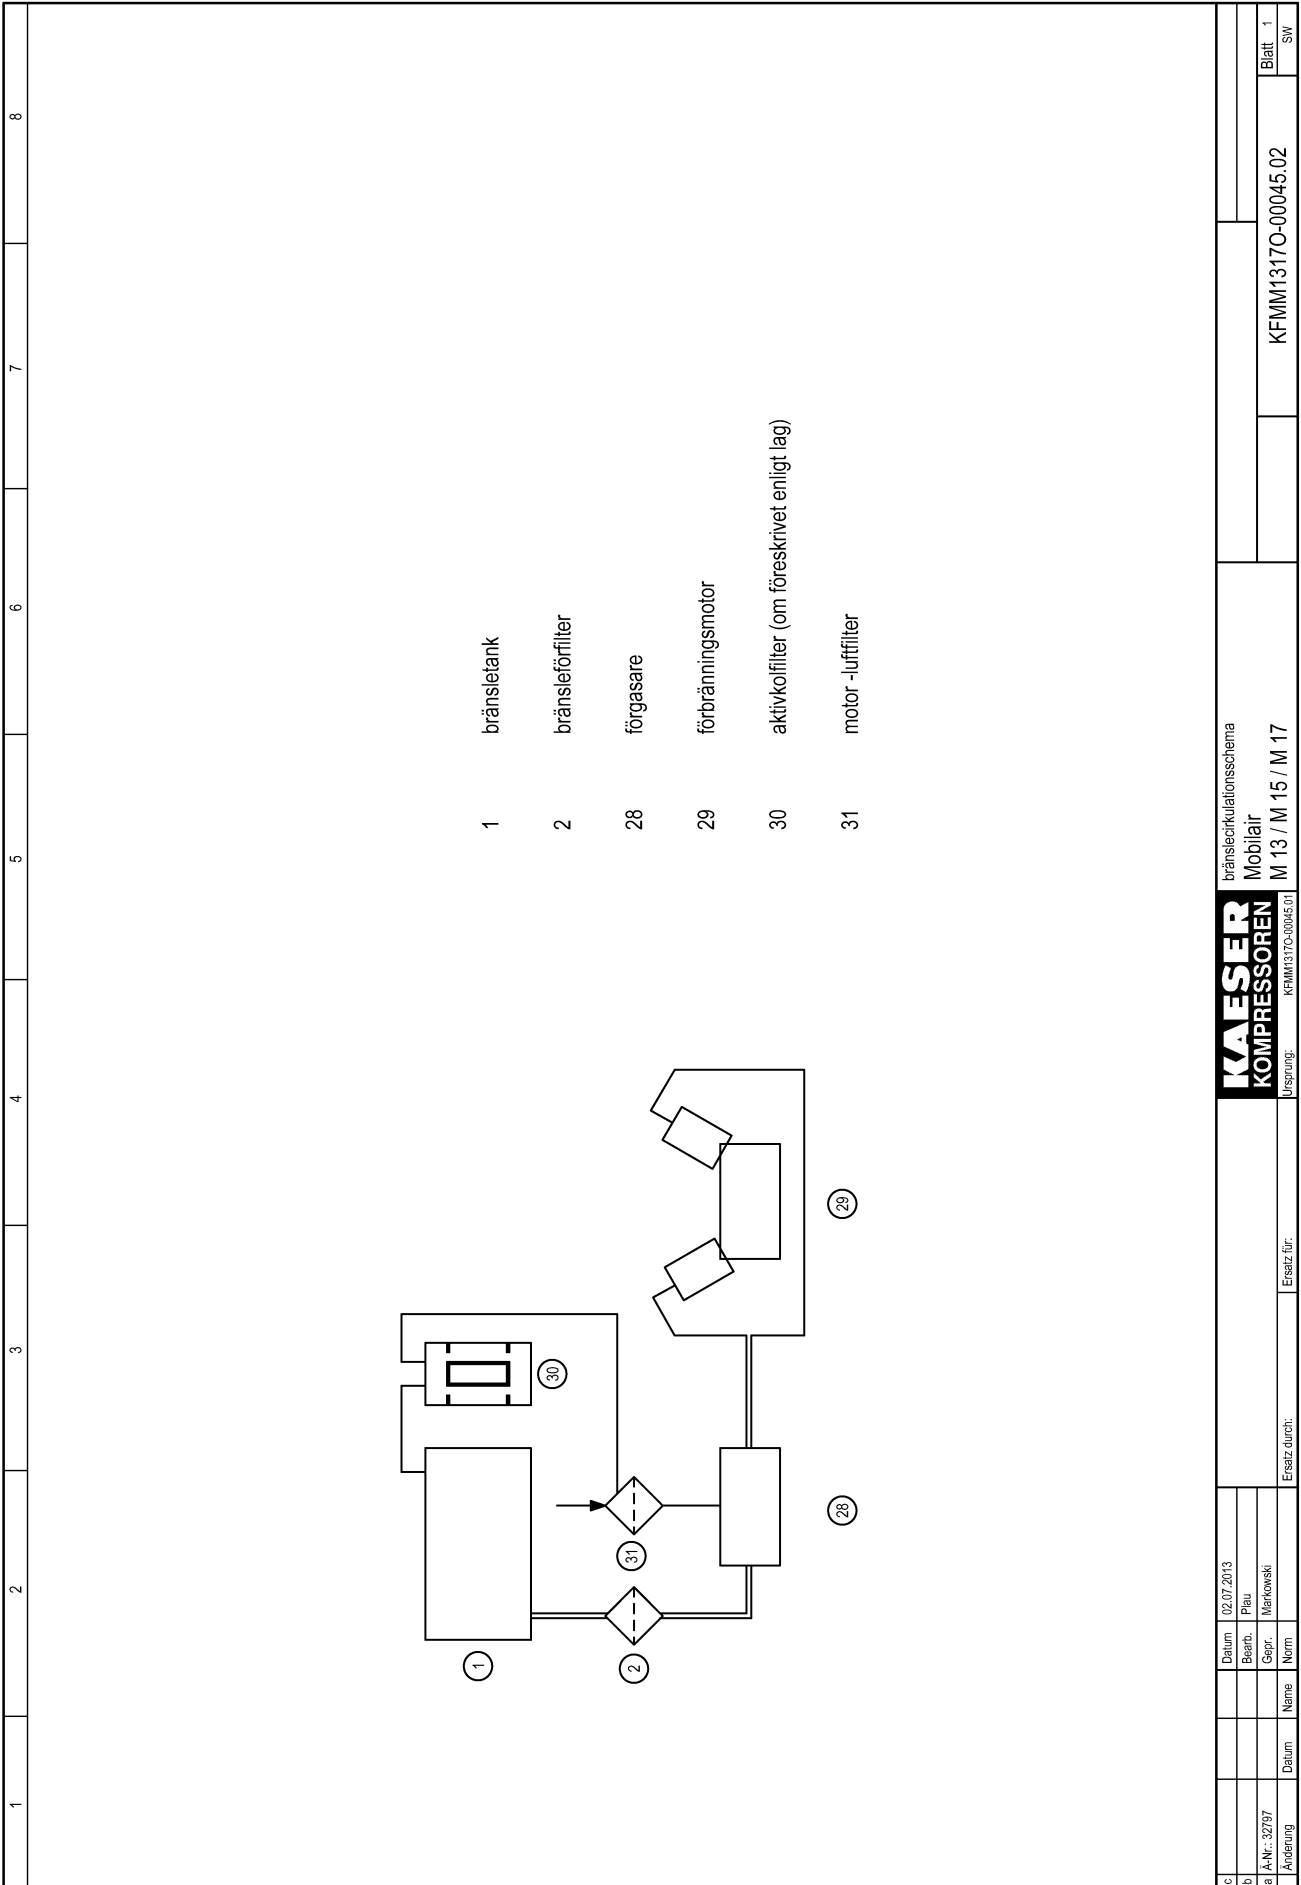 1 2 3 4 5 6 7 8
1 bränsletank
2 bränsleförfilter
28 förgasare
29 förbränningsmotor
30 aktivkolfilter (om föreskrivet enligt lag)
31 motor -luftfilter
30
1
31
2
28
29
c
b
a Ä-Nr.: 32797
Änderung Datum Name
Datum 02.07.2013
Bearb. Plau
Gepr. Markowski
Norm
Ersatz durch:
Ersatz für:
KAESER
KOMPRESSOREN
Ursprung: KFMM1317O-00045.01
bränslecirkulationsschema
Mobilair
M 13 / M 15 / M 17
KFMM1317O-00045.02
Blatt 1
SW